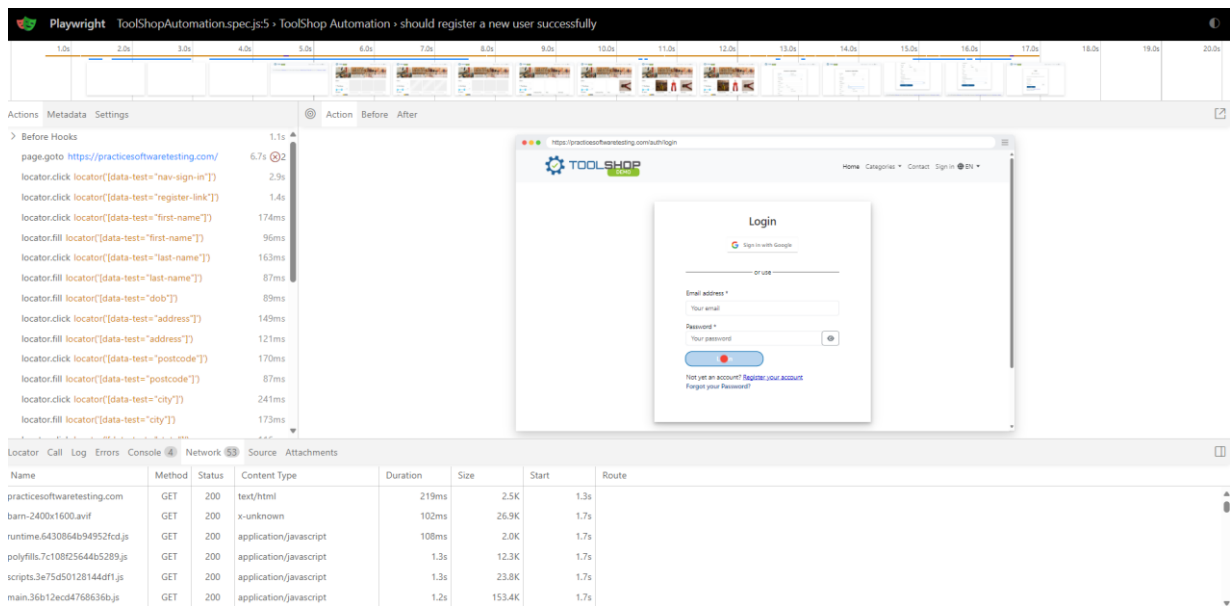 Playwright ToolShopAutomation.spec.js:5 › ToolShop Automation › should register a new user successfully
1.0s 2.0s 3.0s 4.0s 5.0s 6.0s 7.0s 8.0s 9.0s 10.0s 11.0s 12.0s 13.0s 14.0s 15.0s 16.0s 17.0s 18.0s 19.0s 20.0s
Actions Metadata Settings
Action Before After
Before Hooks 1.1s
page.goto https://practicesoftwaretesting.com/ 6.7s 2
locator.click locator('[data-test="nav-sign-in"]') 2.9s
locator.click locator('[data-test="register-link"]') 1.4s
locator.click locator('[data-test="first-name"]') 174ms
locator.fill locator('[data-test="first-name"]') 96ms
locator.click locator('[data-test="last-name"]') 163ms
locator.fill locator('[data-test="last-name"]') 87ms
locator.fill locator('[data-test="dob"]') 89ms
locator.click locator('[data-test="address"]') 149ms
locator.fill locator('[data-test="address"]') 121ms
locator.click locator('[data-test="postcode"]') 170ms
locator.fill locator('[data-test="postcode"]') 87ms
locator.click locator('[data-test="city"]') 241ms
locator.fill locator('[data-test="city"]') 173ms
https://practicesoftwaretesting.com/auth/login
TOOLSHOP
DEMO
Home Categories Contact Sign in EN
Login
Sign in with Google
or use
Email address *
Your email
Password *
Your password
Not yet an account? Register your account
Forgot your Password?
Locator Call Log Errors Console 4 Network 53 Source Attachments
Name Method Status Content Type Duration Size Start Route
practicesoftwaretesting.com GET 200 text/html 219ms 2.5K 1.3s
barn-2400x1600.avif GET 200 x-unknown 102ms 26.9K 1.7s
runtime.6430864b94952fcd.js GET 200 application/javascript 108ms 2.0K 1.7s
polyfills.7c108f25644b5289.js GET 200 application/javascript 1.3s 12.3K 1.7s
scripts.3e75d50128144df1.js GET 200 application/javascript 1.3s 23.8K 1.7s
main.36b12ecd4768636b.js GET 200 application/javascript 1.2s 153.4K 1.7s